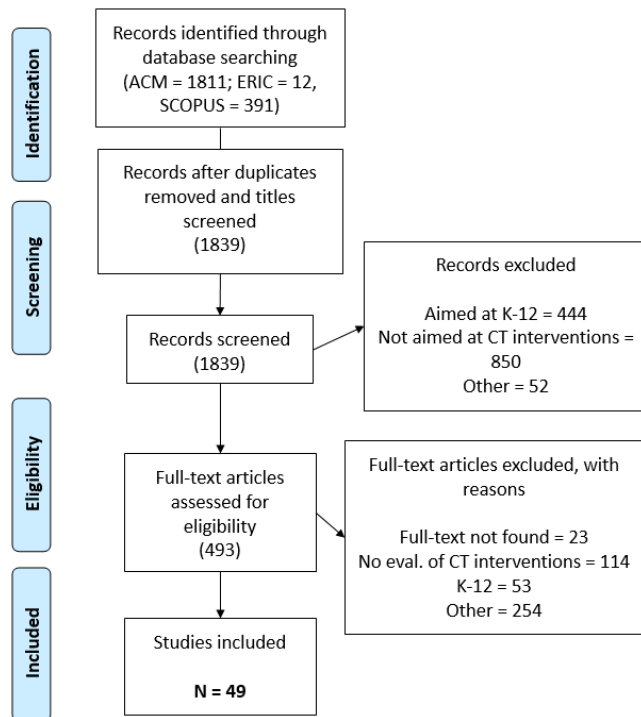 Identification
Records identified through
database searching
(ACM = 1811; ERIC = 12,
SCOPUS = 391)
Records after duplicates
removed and titles
screened
(1839)
Screening
Records screened
(1839)
Records excluded
Aimed at K-12 = 444
Not aimed at CT interventions =
850
Other = 52
Eligibility
Full-text articles
assessed for
eligibility
(493)
Full-text articles excluded, with
reasons
Full-text not found = 23
No eval. of CT interventions = 114
K-12 = 53
Other = 254
Included
Studies included
N = 49